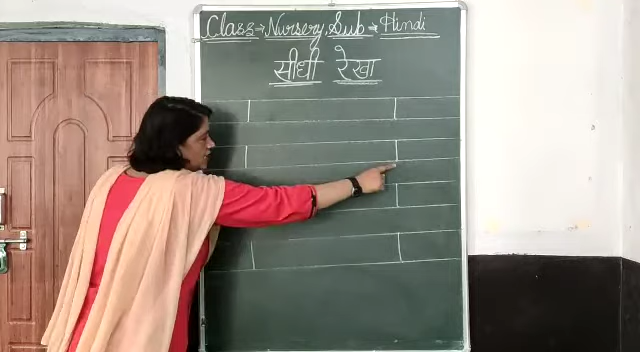 Class → Nursery Sub → Hindi
सीधी रेखा